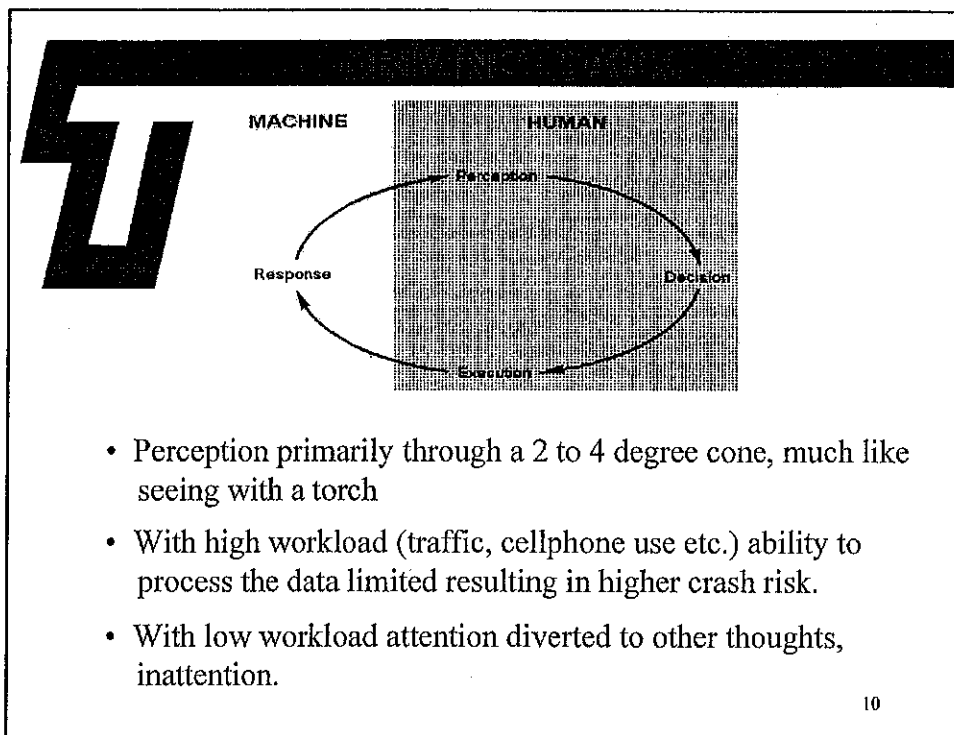 DRIVING TASK
MACHINE
HUMAN
Perception
Response
Decision
Execution
• Perception primarily through a 2 to 4 degree cone, much like
seeing with a torch
• With high workload (traffic, cellphone use etc.) ability to
process the data limited resulting in higher crash risk.
• With low workload attention diverted to other thoughts,
inattention.
10